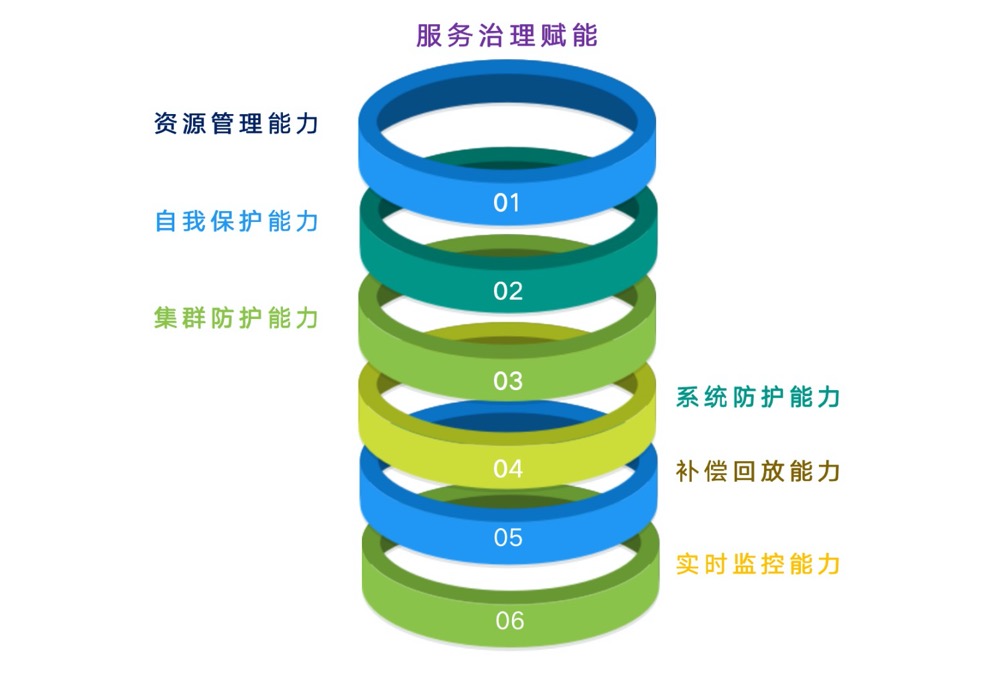 服务治理赋能
资源管理能力
01
自我保护能力
02
集群防护能力
03
系统防护能力
04
补偿回放能力
05
实时监控能力
06